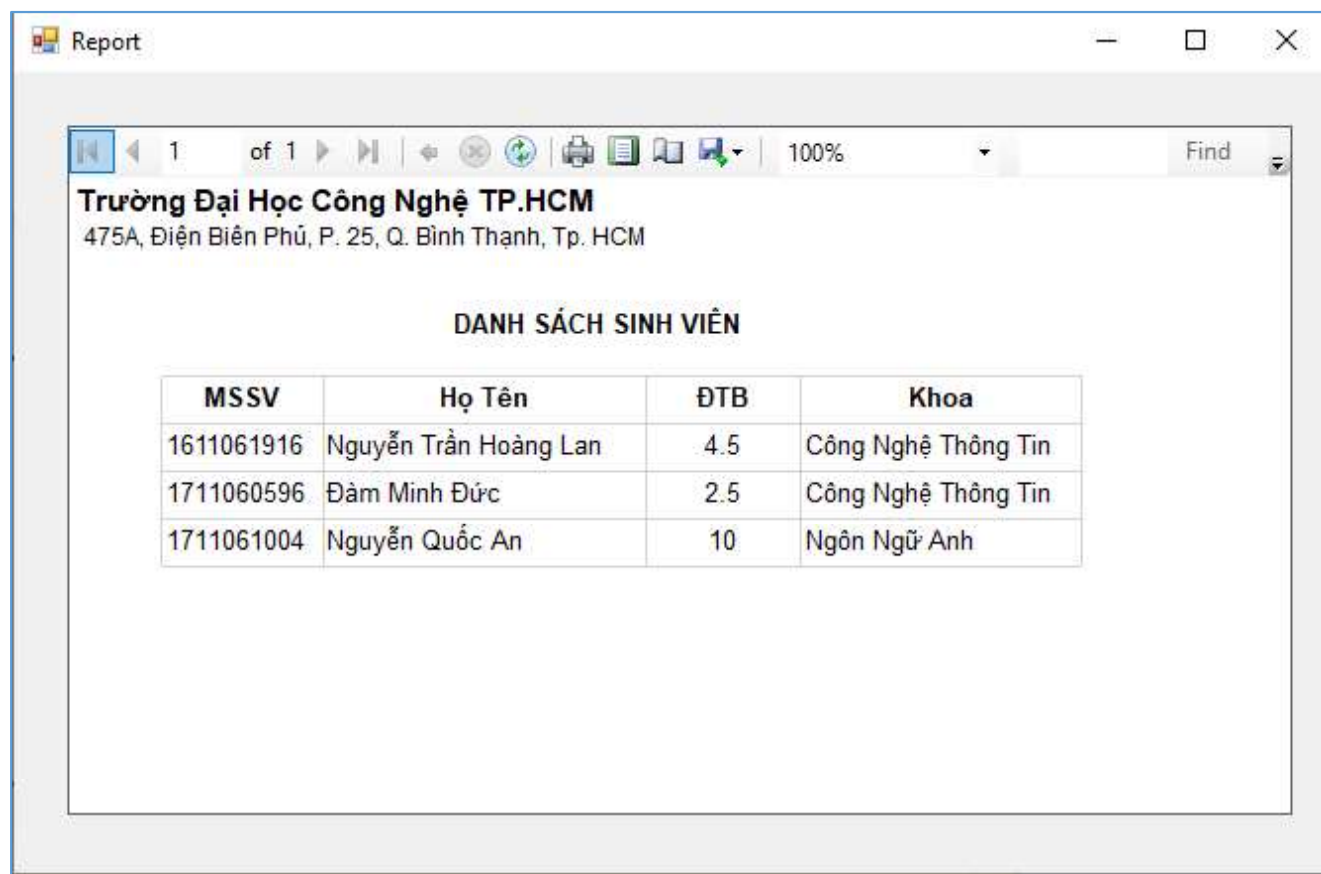 Report
1 of 1 100% Find
Trường Đại Học Công Nghệ TP.HCM
475A, Điện Biên Phủ, P. 25, Q. Bình Thạnh, Tp. HCM
DANH SÁCH SINH VIÊN
MSSV Họ Tên ĐTB Khoa
1611061916 Nguyễn Trần Hoàng Lan 4.5 Công Nghệ Thông Tin
1711060596 Đàm Minh Đức 2.5 Công Nghệ Thông Tin
1711061004 Nguyễn Quốc An 10 Ngôn Ngữ Anh